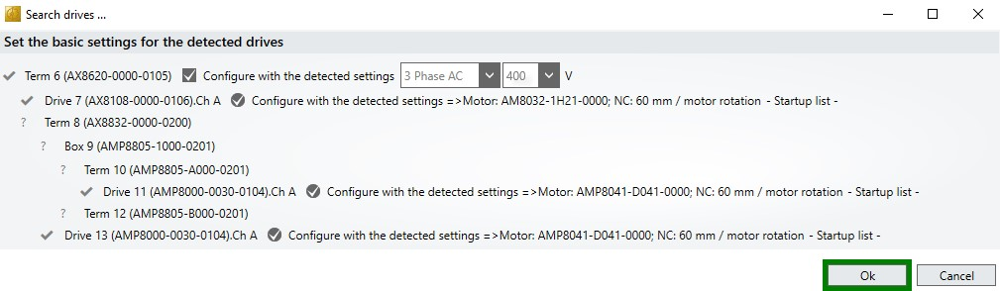 Search drives ...
Set the basic settings for the detected drives
Term 6 (AX8620-0000-0105) Configure with the detected settings 3 Phase AC 400 V
Drive 7 (AX8108-0000-0106).Ch A Configure with the detected settings =>Motor: AM8032-1H21-0000; NC: 60 mm / motor rotation - Startup list -
? Term 8 (AX8832-0000-0200)
? Box 9 (AMP8805-1000-0201)
? Term 10 (AMP8805-A000-0201)
Drive 11 (AMP8000-0030-0104).Ch A Configure with the detected settings =>Motor: AMP8041-D041-0000; NC: 60 mm / motor rotation - Startup list -
? Term 12 (AMP8805-B000-0201)
Drive 13 (AMP8000-0030-0104).Ch A Configure with the detected settings =>Motor: AMP8041-D041-0000; NC: 60 mm / motor rotation - Startup list -
Ok Cancel